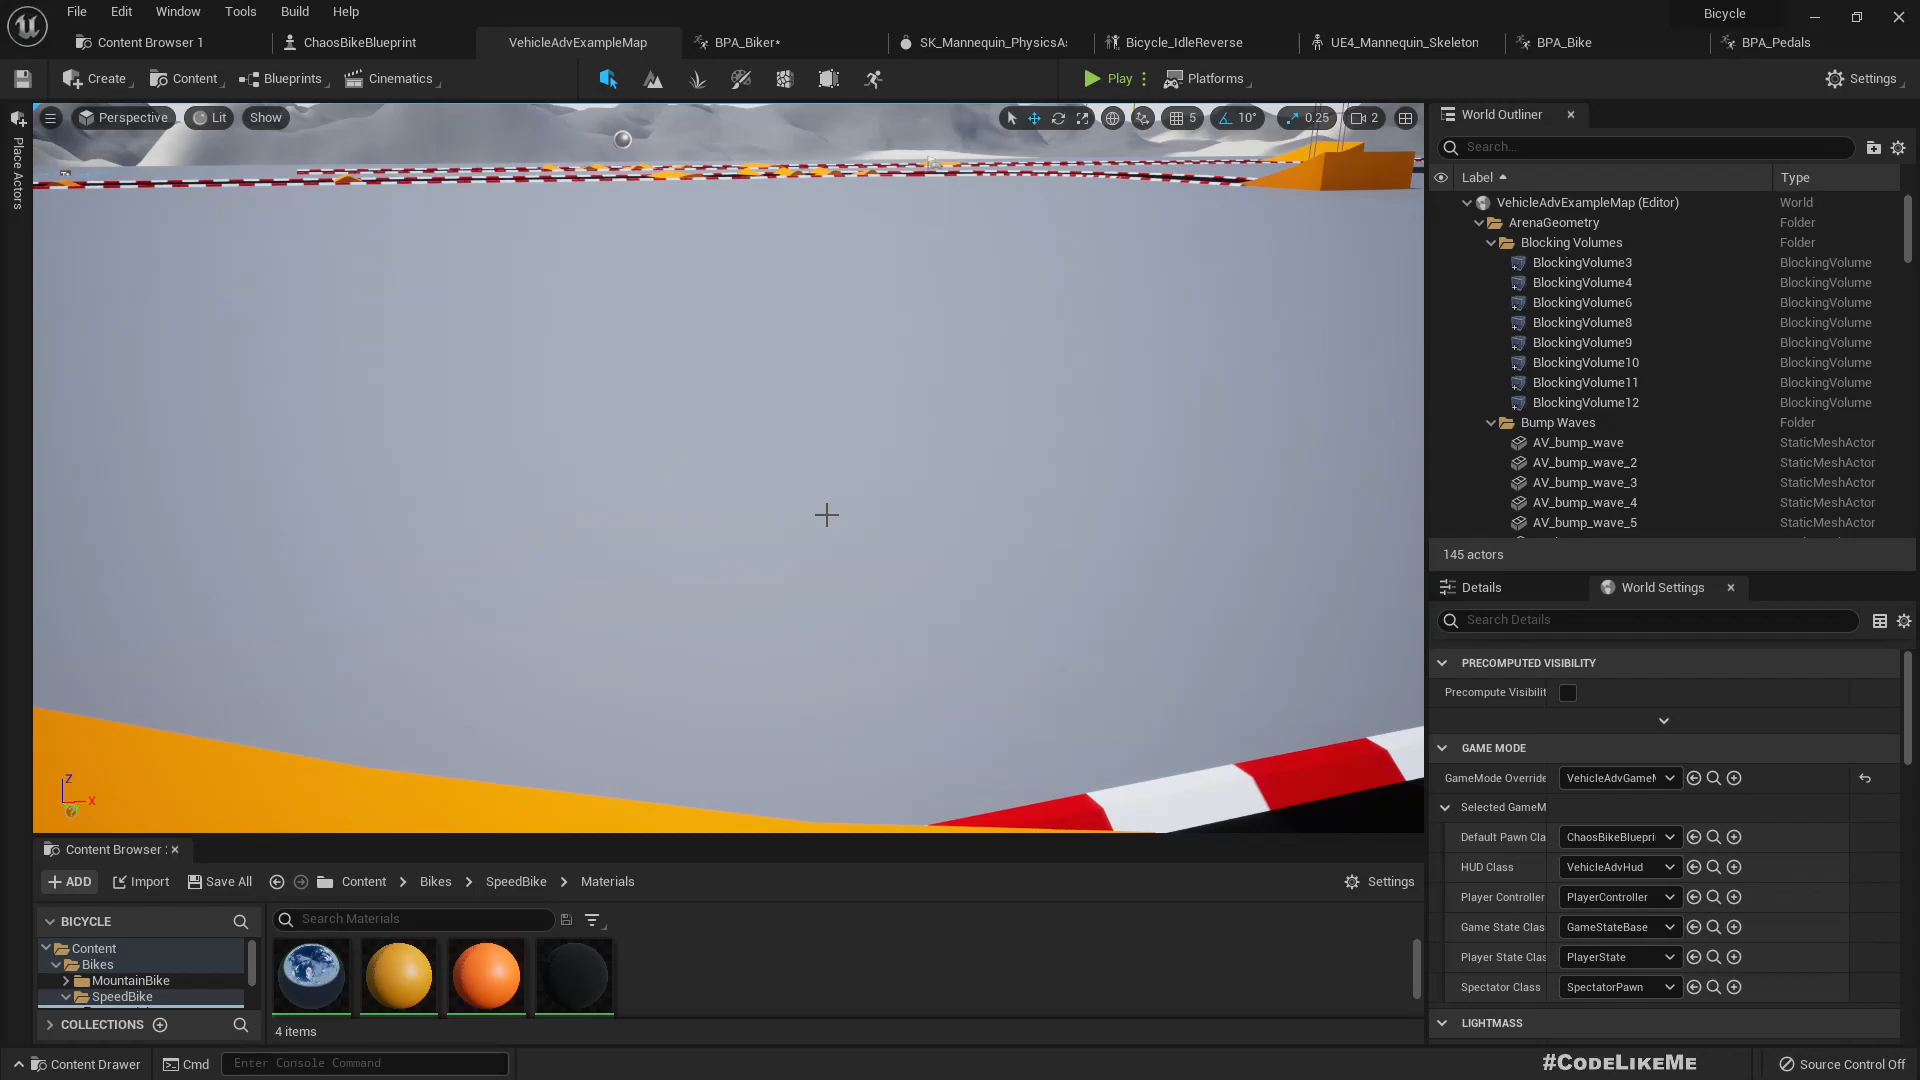 File Edit Window Tools Build Help
Bicycle
Content Browser 1
ChaosBikeBlueprint
VehicleAdvExampleMap
BPA_Biker*
SK_Mannequin_PhysicsAs
Bicycle_IdleReverse
UE4_Mannequin_Skeleton
BPA_Bike
BPA_Pedals
Create Content Blueprints Cinematics Play Platforms Settings
Place Actors
Perspective Lit Show 5 10° 0.25 2
World Outliner
Search...
Label Type
VehicleAdvExampleMap (Editor) World
ArenaGeometry Folder
Blocking Volumes Folder
BlockingVolume3 BlockingVolume
BlockingVolume4 BlockingVolume
BlockingVolume6 BlockingVolume
BlockingVolume8 BlockingVolume
BlockingVolume9 BlockingVolume
BlockingVolume10 BlockingVolume
BlockingVolume11 BlockingVolume
BlockingVolume12 BlockingVolume
Bump Waves Folder
AV_bump_wave StaticMeshActor
AV_bump_wave_2 StaticMeshActor
AV_bump_wave_3 StaticMeshActor
AV_bump_wave_4 StaticMeshActor
AV_bump_wave_5 StaticMeshActor
145 actors
Details World Settings
Search Details
PRECOMPUTED VISIBILITY
Precompute Visibilit
GAME MODE
GameMode Override VehicleAdvGameM
Selected GameM
Default Pawn Cla ChaosBikeBluepri
HUD Class VehicleAdvHud
Player Controller PlayerController
Game State Clas GameStateBase
Player State Clas PlayerState
Spectator Class SpectatorPawn
LIGHTMASS
Z
X
Content Browser
ADD Import Save All Content Bikes SpeedBike Materials Settings
BICYCLE
Search Materials
Content
Bikes
MountainBike
SpeedBike
COLLECTIONS
4 items
Content Drawer Cmd Enter Console Command
#CODELIKEME
Source Control Off